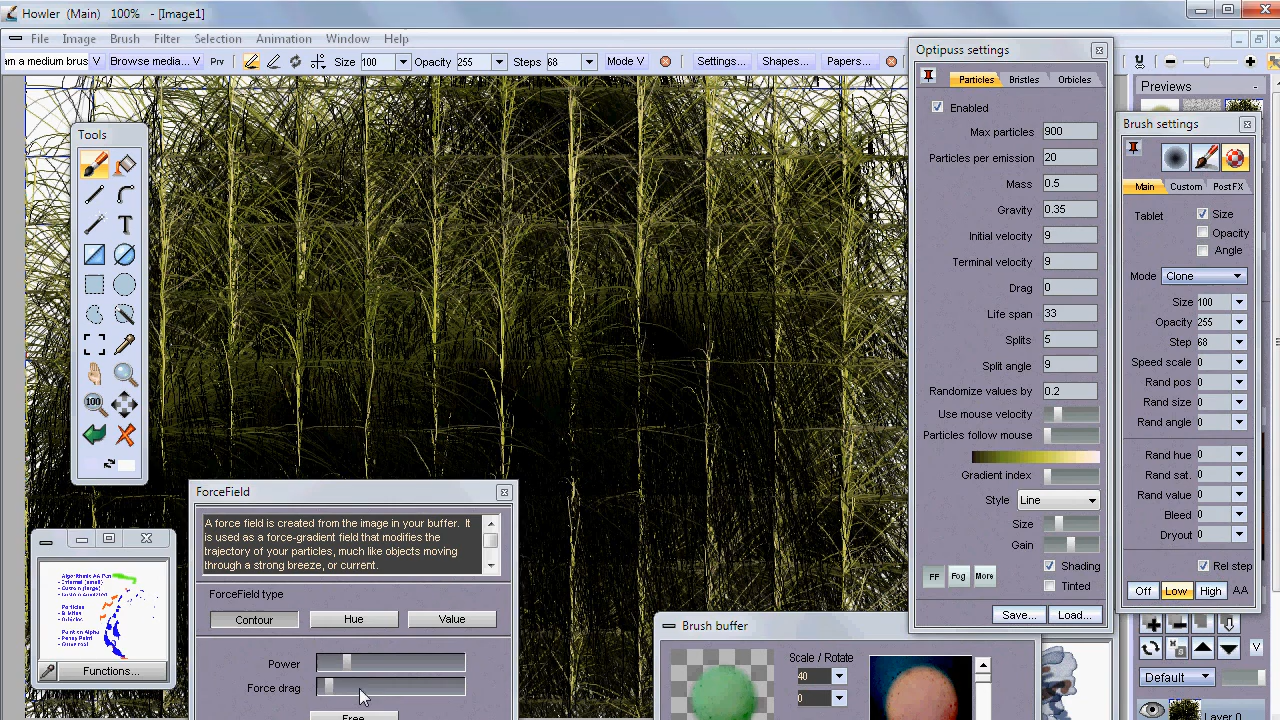 Howler (Main) 100% - [Image1]
File Image Brush Filter Selection Animation Window Help
am a medium brus V Browse media... V Prv Size 100 Opacity 255 Steps 68 Mode V Settings... Shapes... Papers...
Tools
T
100
Optipuss settings
Particles Bristles Orbicles
Enabled
Max particles 900
Particles per emission 20
Mass 0.5
Gravity 0.35
Initial velocity 9
Terminal velocity 9
Drag 0
Life span 33
Splits 5
Split angle 9
Randomize values by 0.2
Use mouse velocity
Particles follow mouse
Gradient index
Style Line
Size
Gain
FF Fog More
Shading
Tinted
Save... Load...
Previews -
Brush settings
Main Custom PostFX
Tablet Size
Opacity
Angle
Mode Clone
Size 100
Opacity 255
Step 68
Speed scale 0
Rand pos 0
Rand size 0
Rand angle 0
Rand hue 0
Rand sat. 0
Rand value 0
Bleed 0
Dryout 0
Rel step
Off Low High AA
V
Default
Layer 0
ForceField
A force field is created from the image in your buffer. It
is used as a force-gradient field that modifies the
trajectory of your particles, much like objects moving
through a strong breeze, or current.
ForceField type
Contour Hue Value
Power
Force drag
Free
Particles
Functions...
Brush buffer
Scale / Rotate
40
0